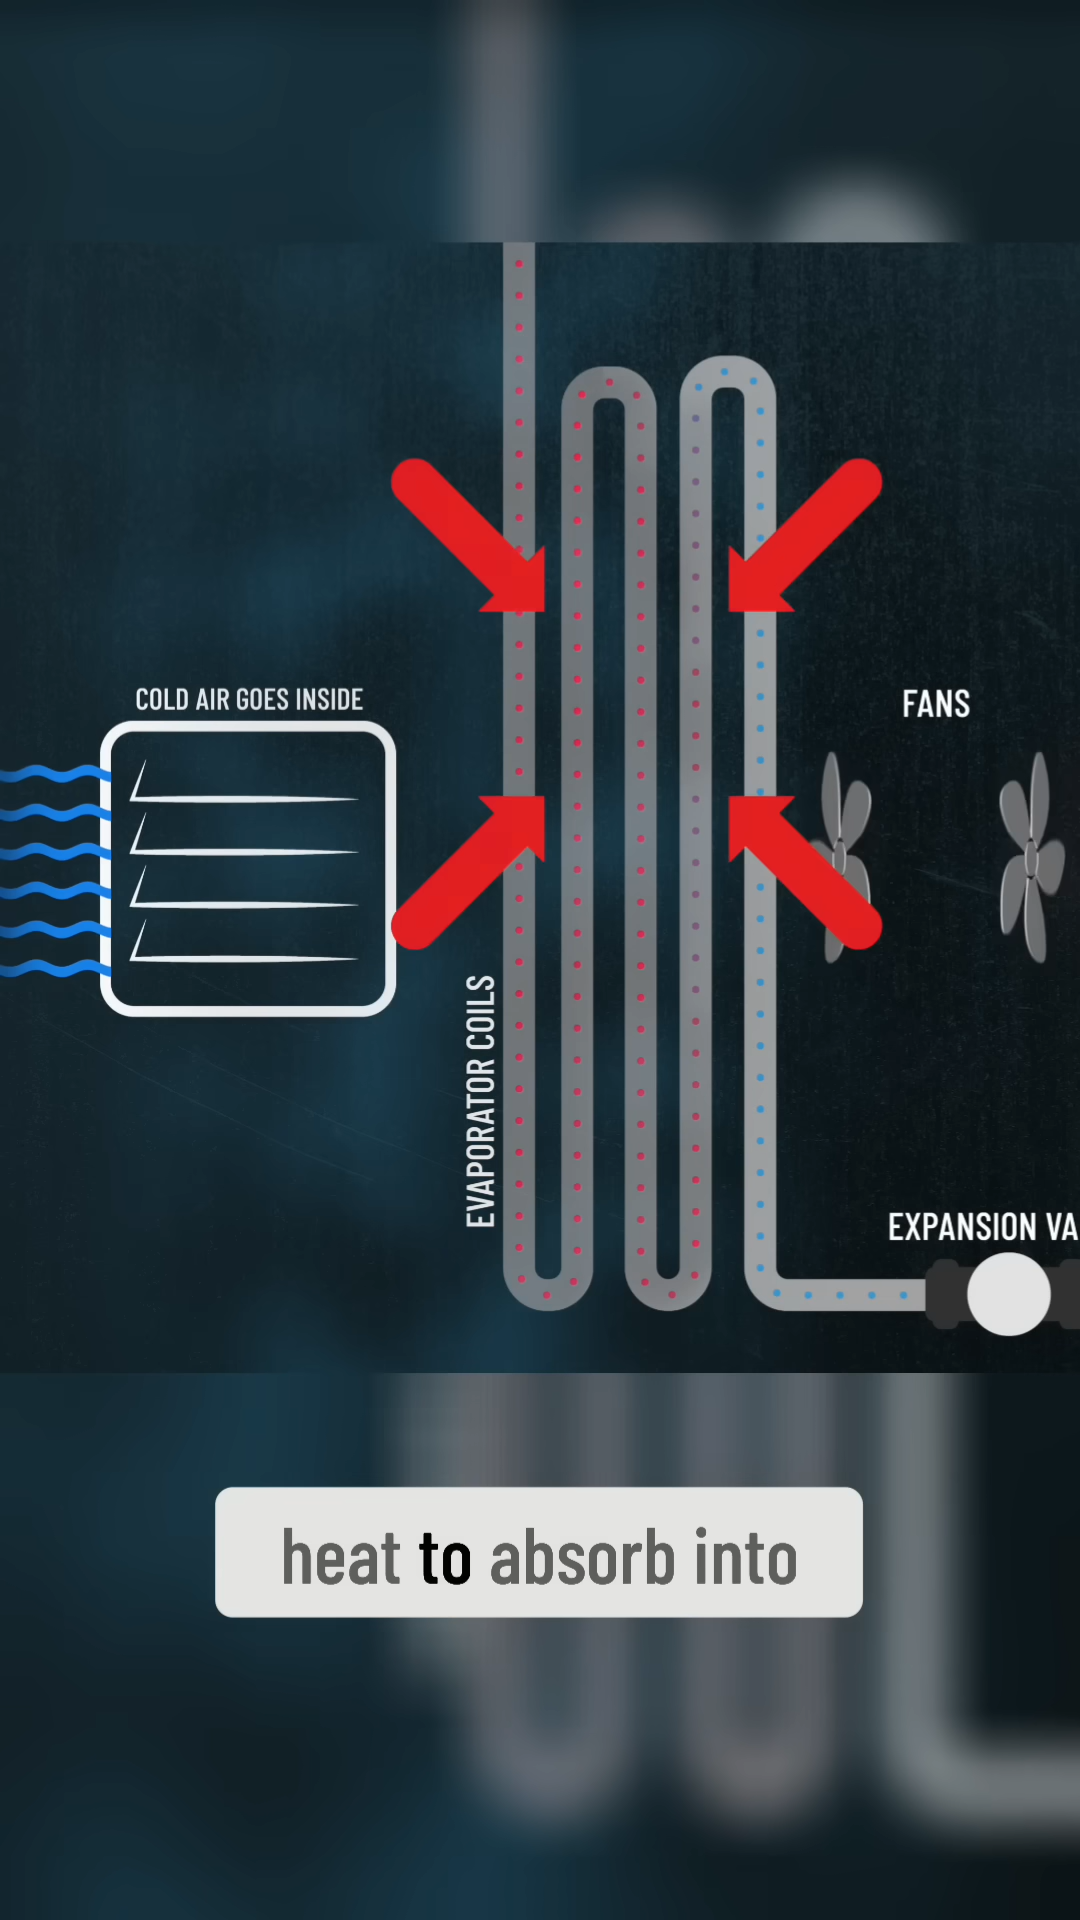 COLD AIR GOES INSIDE
FANS
EVAPORATOR COILS
EXPANSION VA
heat to absorb into